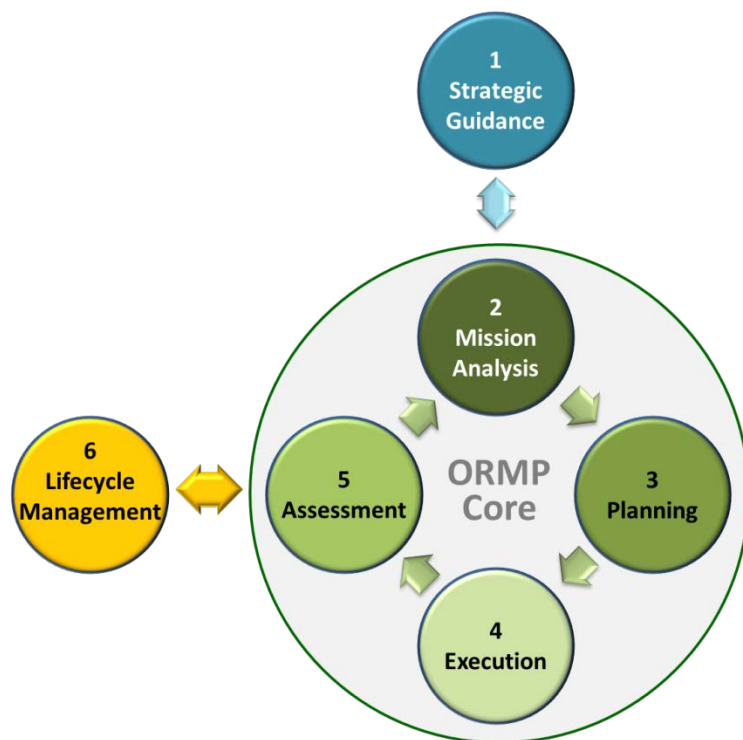 1
Strategic
Guidance
2
Mission
Analysis
6
Lifecycle
Management
5
Assessment
ORMP
Core
3
Planning
4
Execution